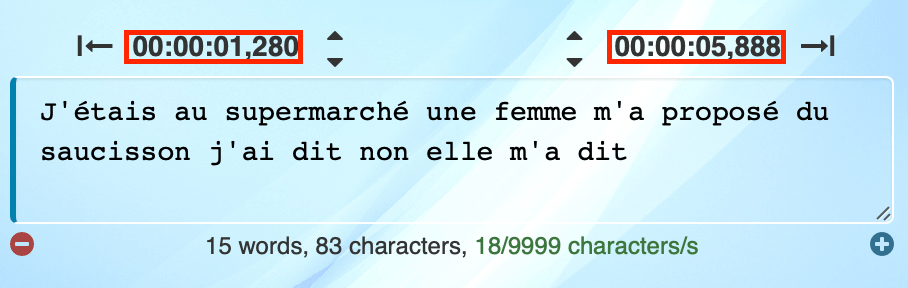 00:00:01,280 00:00:05,888
J'étais au supermarché une femme m'a proposé du
saucisson j'ai dit non elle m'a dit
15 words, 83 characters, 18/9999 characters/s